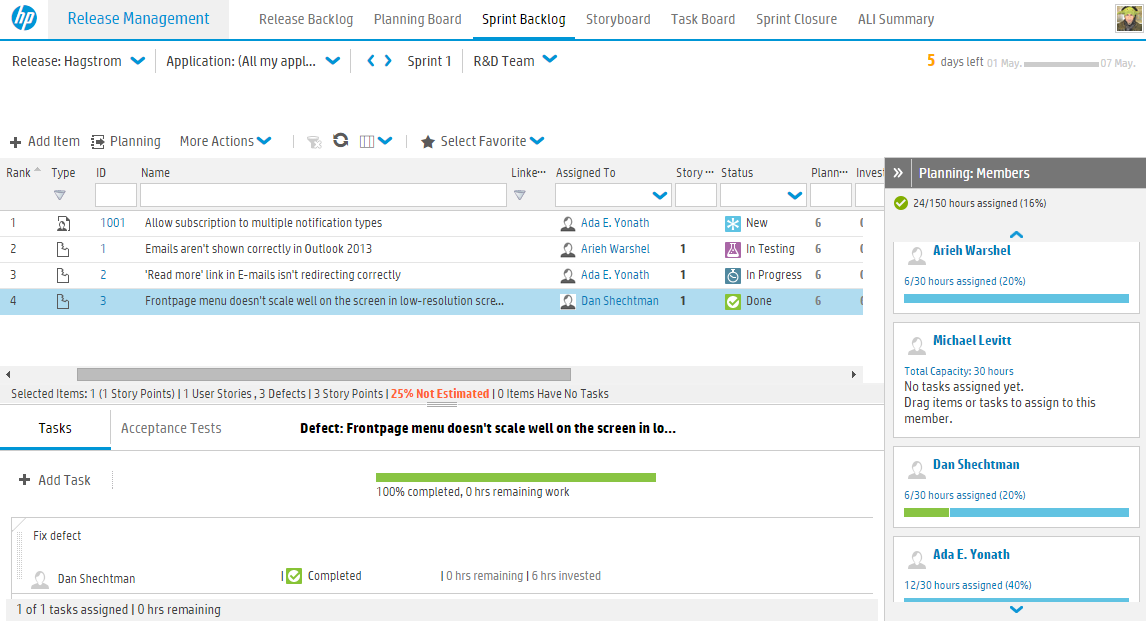 hp Release Management Release Backlog Planning Board Sprint Backlog Storyboard Task Board Sprint Closure ALI Summary
Release: Hagstrom Application: (All my appl... Sprint 1 R&D Team 5 days left 01 May. 07 May.
Add Item Planning More Actions Select Favorite
Rank Type ID Name Linke··· Assigned To Story ··· Status Plann··· Invest
1 1001 Allow subscription to multiple notification types Ada E. Yonath New 6
2 1 Emails aren't shown correctly in Outlook 2013 Arieh Warshel 1 In Testing 6
3 2 'Read more' link in E-mails isn't redirecting correctly Ada E. Yonath 1 In Progress 6
4 3 Frontpage menu doesn't scale well on the screen in low-resolution scre... Dan Shechtman 1 Done 6
Selected Items: 1 (1 Story Points) | 1 User Stories , 3 Defects | 3 Story Points | 25% Not Estimated | 0 Items Have No Tasks
Tasks Acceptance Tests Defect: Frontpage menu doesn't scale well on the screen in lo...
Add Task
100% completed, 0 hrs remaining work
Fix defect
Dan Shechtman | Completed | 0 hrs remaining | 6 hrs invested
1 of 1 tasks assigned | 0 hrs remaining
Planning: Members
24/150 hours assigned (16%)
Arieh Warshel
6/30 hours assigned (20%)
Michael Levitt
Total Capacity: 30 hours
No tasks assigned yet.
Drag items or tasks to assign to this
member.
Dan Shechtman
6/30 hours assigned (20%)
Ada E. Yonath
12/30 hours assigned (40%)